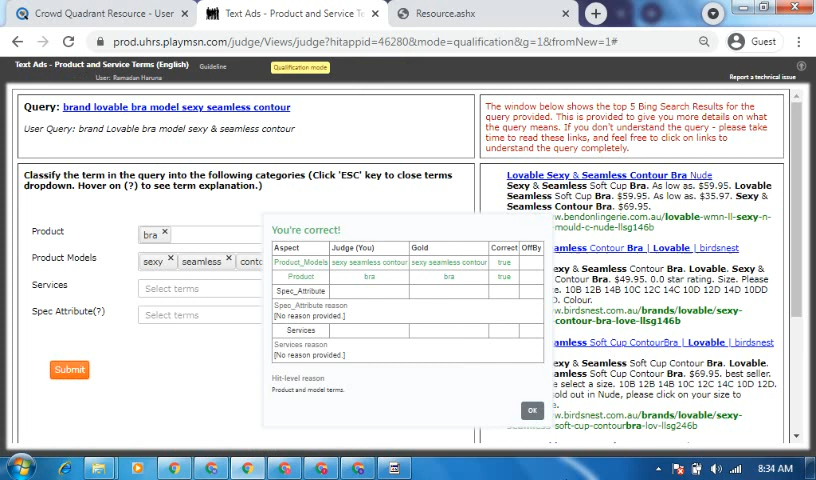 Crowd Quadrant Resource - User
Text Ads - Product and Service Te
Resource.ashx
prod.uhrs.playmsn.com/judge/Views/judge?hitappid=46280&mode=qualification&g=1&fromNew=1#
Guest
Text Ads - Product and Service Terms (English)
Guideline
Qualification mode
User: Ramadan Haruna
Report a technical issue
Query: brand lovable bra model sexy seamless contour
User Query: brand Lovable bra model sexy & seamless contour
The window below shows the top 5 Bing Search Results for the
query provided. This is provided to give you more details on what
the query means. If you don't understand the query - please take
time to read these links, and feel free to click on links to
understand the query completely.
Classify the term in the query into the following categories (Click 'ESC' key to close terms
dropdown. Hover on (?) to see term explanation.)
Product
bra ×
Product Models
sexy × seamless × conto
Services
Select terms
Spec Attribute(?)
Select terms
Submit
You're correct!
Aspect Judge (You) Gold Correct OffBy
Product_Models sexy seamless contour sexy seamless contour true
Product bra bra true
Spec_Attribute
Spec_Attribute reason
[No reason provided.]
Services
Services reason
[No reason provided.]
Hit-level reason
Product and model terms.
OK
Lovable Sexy & Seamless Contour Bra Nude
Sexy & Seamless Soft Cup Bra. As low as. $59.95. Lovable
Seamless Soft Cup Bra. $59.95. As low as. $35.97. Sexy &
Seamless Contour Bra. $69.95.
www.bendonlingerie.com.au/lovable-wmn-ll-sexy-n-
mould-c-nude-llsg146b
Seamless Contour Bra | Lovable | birdsnest
exy & Seamless Contour Bra. Lovable. Sexy &
Contour Bra. $49.95. 0.0 star rating. Size. Please
e. 10B 12B 14B 10C 12C 14C 10D 12D 14D 10DD
D. Colour.
w.birdsnest.com.au/brands/lovable/sexy-
contour-bra-love-llsg146b
Seamless Soft Cup ContourBra | Lovable | birdsnest
exy & Seamless Soft Cup Contour Bra. Lovable.
Seamless Soft Cup Contour Bra. $69.95. best seller.
e select a size. 10B 12B 14B 10C 12C 14C 10D 12D.
old out in Nude, please click on your size to
e.
w.birdsnest.com.au/brands/lovable/sexy-
seamless-soft-cup-contourbra-lov-llsg246b
8:34 AM